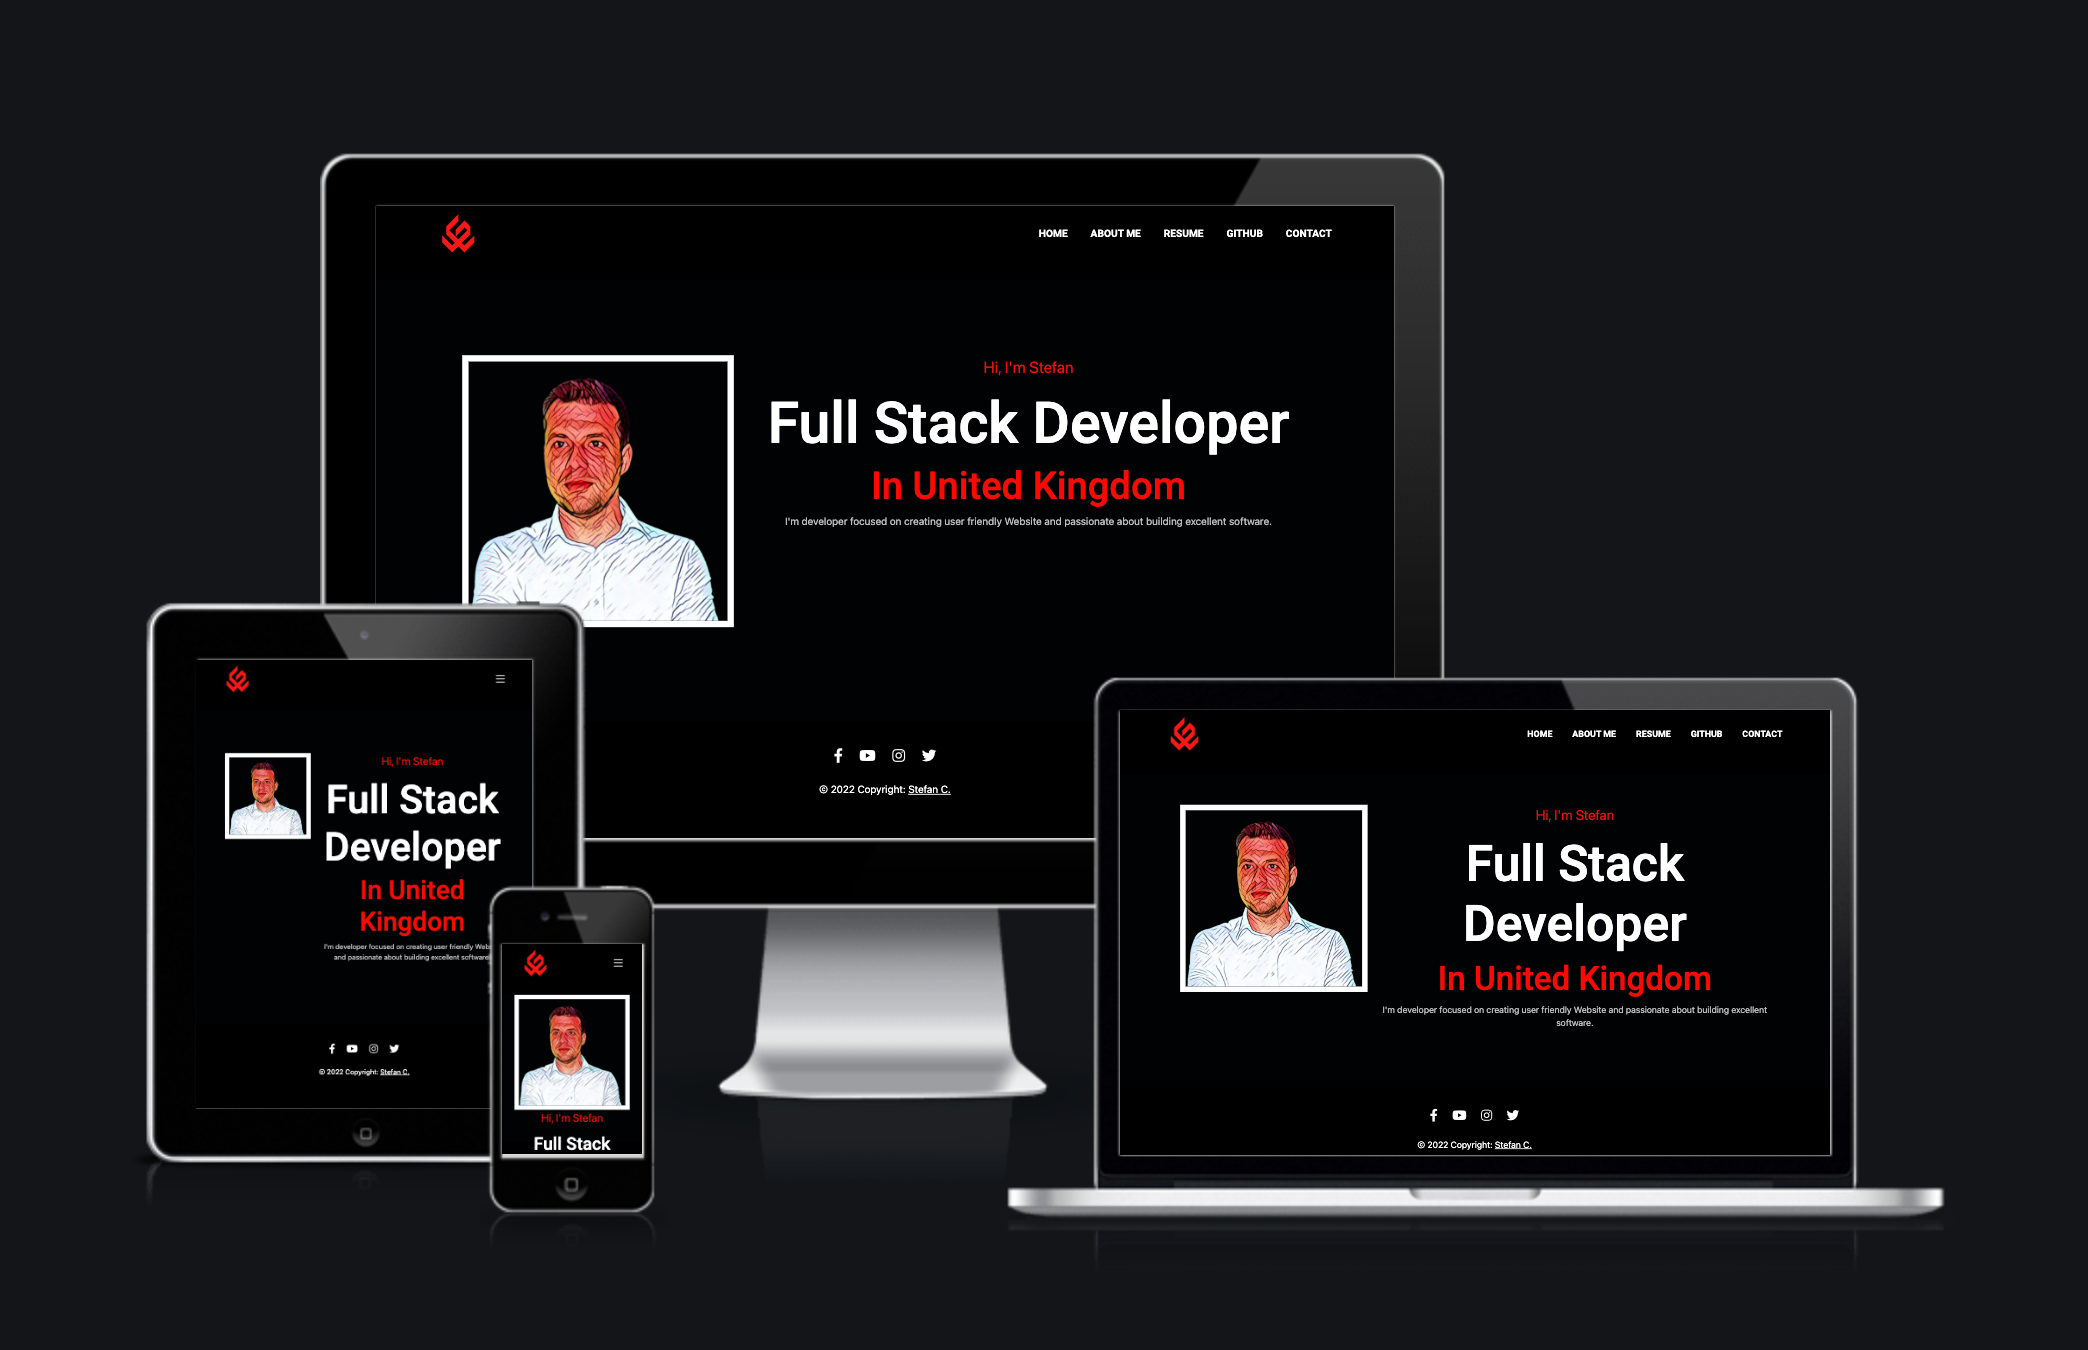 HOME ABOUT ME RESUME GITHUB CONTACT
Hi, I'm Stefan
Full Stack Developer
In United Kingdom
I'm developer focused on creating user friendly Website and passionate about building excellent software.
© 2022 Copyright: Stefan C.
Hi, I'm Stefan
Full Stack
Developer
In United
Kingdom
I'm developer focused on creating user friendly
and passionate about building excellent software
© 2022 Copyright: Stefan C.
Hi, I'm Stefan
Full Stack
HOME ABOUT ME RESUME GITHUB CONTACT
Hi, I'm Stefan
Full Stack
Developer
In United Kingdom
I'm developer focused on creating user friendly Website and passionate about building excellent
software.
© 2022 Copyright: Stefan C.